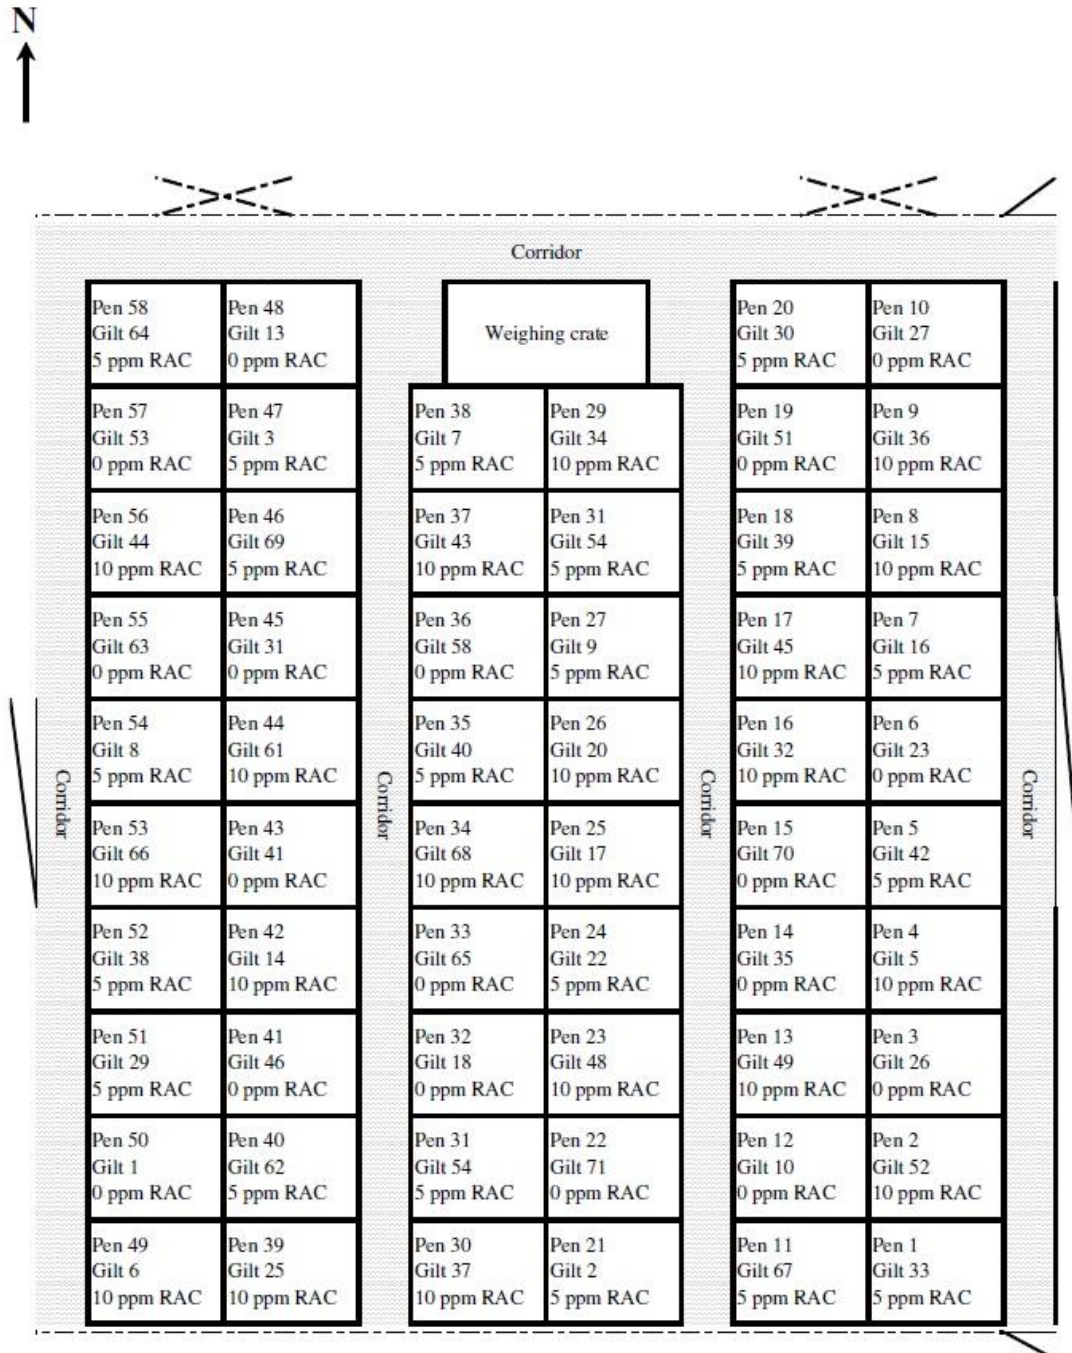 N
Corridor
Pen 58
Gilt 64
5 ppm RAC
Pen 48
Gilt 13
0 ppm RAC
Weighing crate
Pen 20
Gilt 30
5 ppm RAC
Pen 10
Gilt 27
0 ppm RAC
Pen 57
Gilt 53
0 ppm RAC
Pen 47
Gilt 3
5 ppm RAC
Pen 38
Gilt 7
5 ppm RAC
Pen 29
Gilt 34
10 ppm RAC
Pen 19
Gilt 51
0 ppm RAC
Pen 9
Gilt 36
10 ppm RAC
Pen 56
Gilt 44
10 ppm RAC
Pen 46
Gilt 69
5 ppm RAC
Pen 37
Gilt 43
10 ppm RAC
Pen 31
Gilt 54
5 ppm RAC
Pen 18
Gilt 39
5 ppm RAC
Pen 8
Gilt 15
10 ppm RAC
Pen 55
Gilt 63
0 ppm RAC
Pen 45
Gilt 31
0 ppm RAC
Pen 36
Gilt 58
0 ppm RAC
Pen 27
Gilt 9
5 ppm RAC
Pen 17
Gilt 45
10 ppm RAC
Pen 7
Gilt 16
5 ppm RAC
Pen 54
Gilt 8
5 ppm RAC
Pen 44
Gilt 61
10 ppm RAC
Pen 35
Gilt 40
5 ppm RAC
Pen 26
Gilt 20
10 ppm RAC
Pen 16
Gilt 32
10 ppm RAC
Pen 6
Gilt 23
0 ppm RAC
Corridor
Corridor
Corridor
Corridor
Pen 53
Gilt 66
10 ppm RAC
Pen 43
Gilt 41
0 ppm RAC
Pen 34
Gilt 68
10 ppm RAC
Pen 25
Gilt 17
10 ppm RAC
Pen 15
Gilt 70
0 ppm RAC
Pen 5
Gilt 42
5 ppm RAC
Pen 52
Gilt 38
5 ppm RAC
Pen 42
Gilt 14
10 ppm RAC
Pen 33
Gilt 65
0 ppm RAC
Pen 24
Gilt 22
5 ppm RAC
Pen 14
Gilt 35
0 ppm RAC
Pen 4
Gilt 5
10 ppm RAC
Pen 51
Gilt 29
5 ppm RAC
Pen 41
Gilt 46
0 ppm RAC
Pen 32
Gilt 18
0 ppm RAC
Pen 23
Gilt 48
10 ppm RAC
Pen 13
Gilt 49
10 ppm RAC
Pen 3
Gilt 26
0 ppm RAC
Pen 50
Gilt 1
0 ppm RAC
Pen 40
Gilt 62
5 ppm RAC
Pen 31
Gilt 54
5 ppm RAC
Pen 22
Gilt 71
0 ppm RAC
Pen 12
Gilt 10
0 ppm RAC
Pen 2
Gilt 52
10 ppm RAC
Pen 49
Gilt 6
10 ppm RAC
Pen 39
Gilt 25
10 ppm RAC
Pen 30
Gilt 37
10 ppm RAC
Pen 21
Gilt 2
5 ppm RAC
Pen 11
Gilt 67
5 ppm RAC
Pen 1
Gilt 33
5 ppm RAC